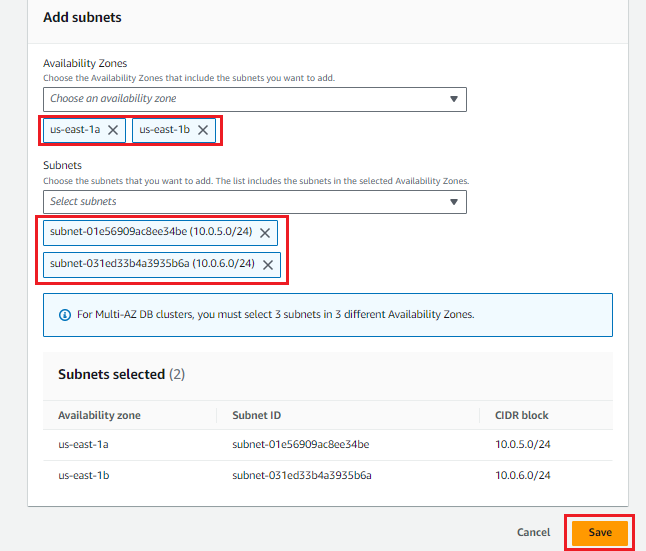 Add subnets
Availability Zones
Choose the Availability Zones that include the subnets you want to add.
Choose an availability zone
us-east-1a us-east-1b
Subnets
Choose the subnets that you want to add. The list includes the subnets in the selected Availability Zones.
Select subnets
subnet-01e56909ac8ee34be (10.0.5.0/24)
subnet-031ed33b4a3935b6a (10.0.6.0/24)
For Multi-AZ DB clusters, you must select 3 subnets in 3 different Availability Zones.
Subnets selected (2)
Availability zone Subnet ID CIDR block
us-east-1a subnet-01e56909ac8ee34be 10.0.5.0/24
us-east-1b subnet-031ed33b4a3935b6a 10.0.6.0/24
Cancel Save